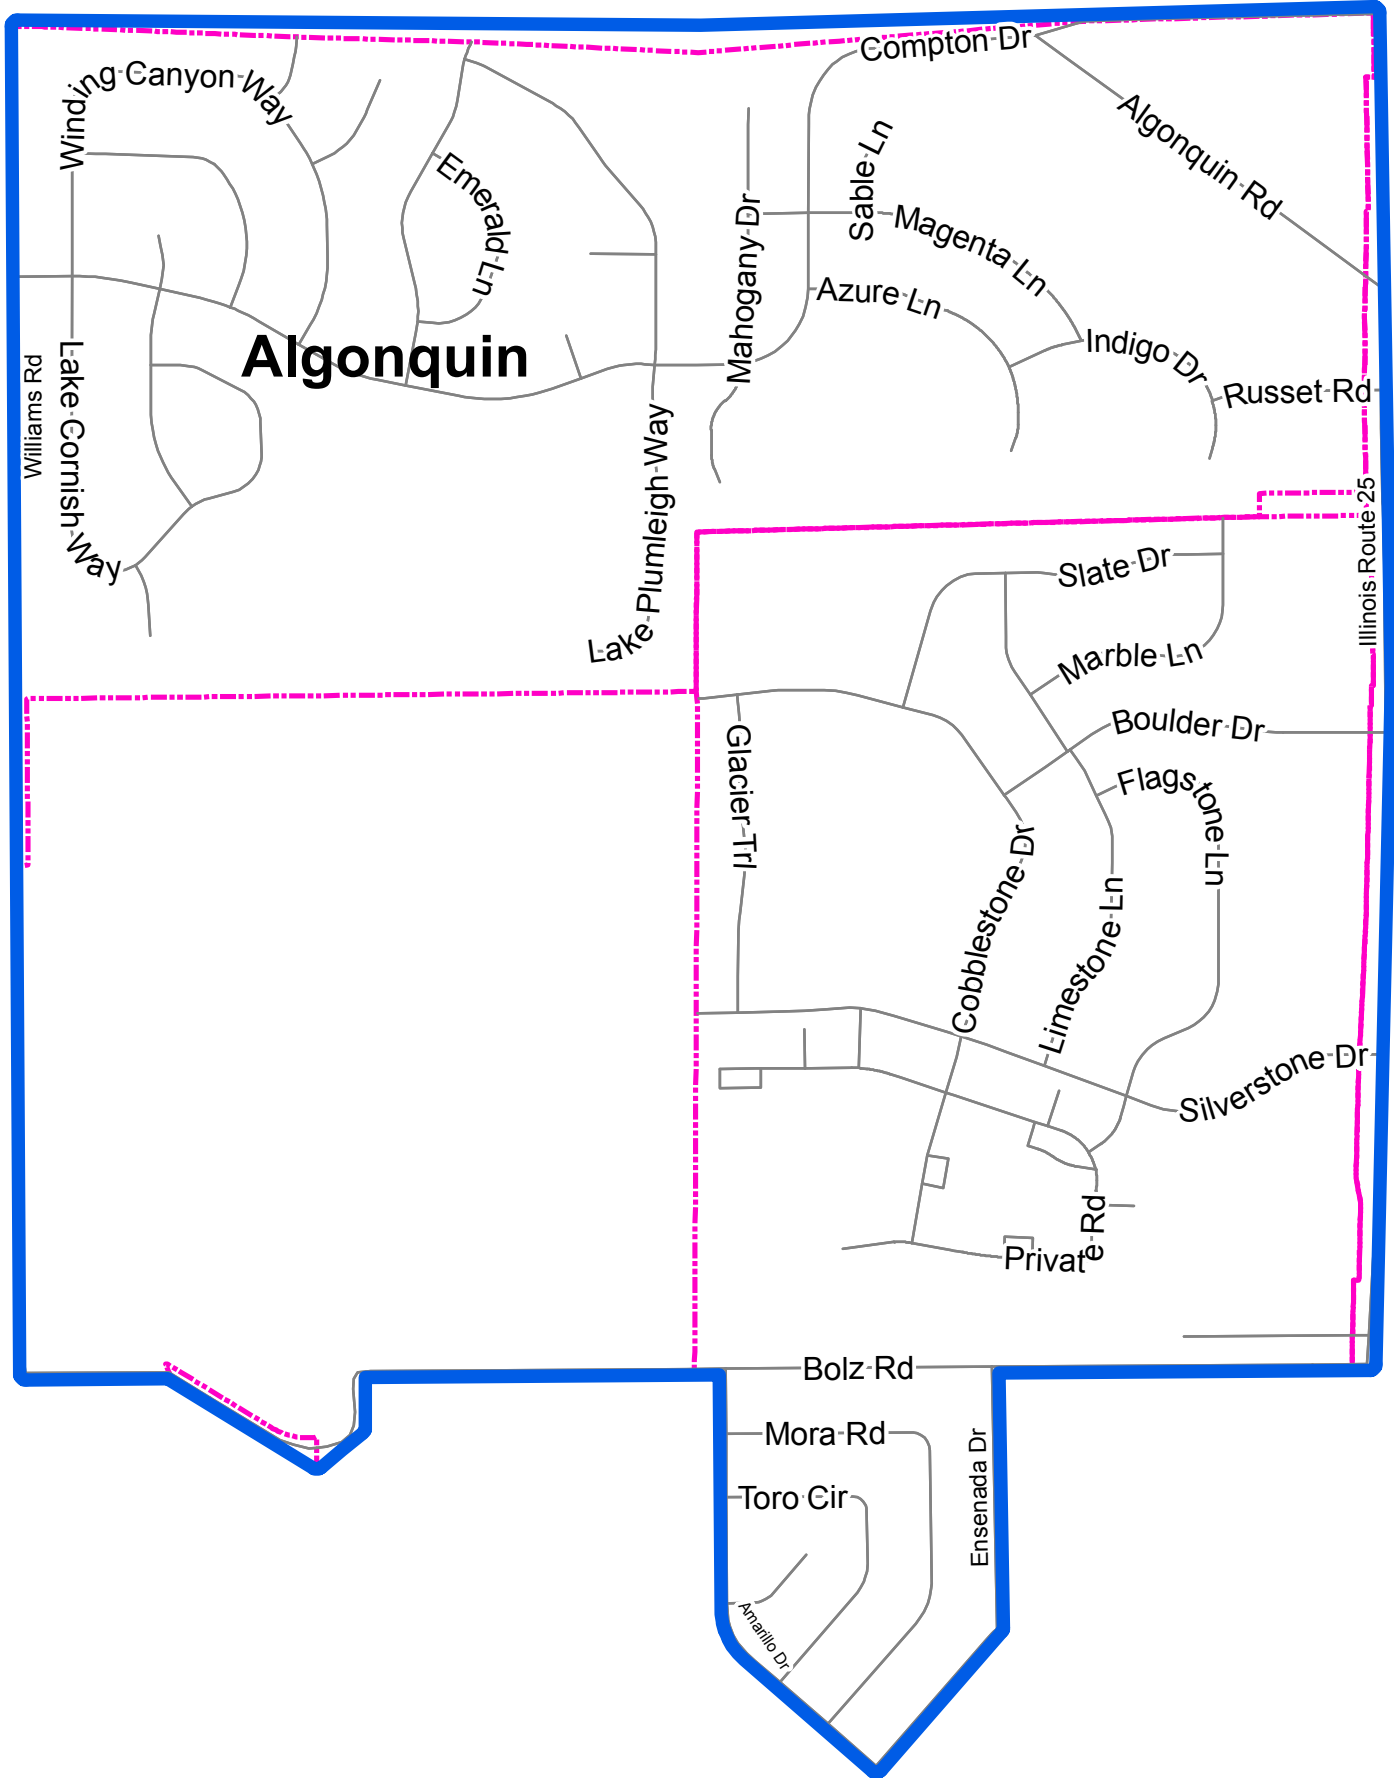 Compton Dr
Winding Canyon Way
Algonquin Rd
Sable Ln
Emerald Ln
Mahogany Dr
Magenta Ln
Azure Ln
Algonquin
Indigo Dr
Russet Rd
Williams Rd
Lake Cornish Way
Lake Plumleigh Way
Illinois Route 25
Slate Dr
Marble Ln
Boulder Dr
Glacier Trl
Flagstone Ln
Cobblestone Dr
Limestone Ln
Silverstone Dr
Private Rd
Bolz Rd
Mora Rd
Ensenada Dr
Toro Cir
Amarillo Dr